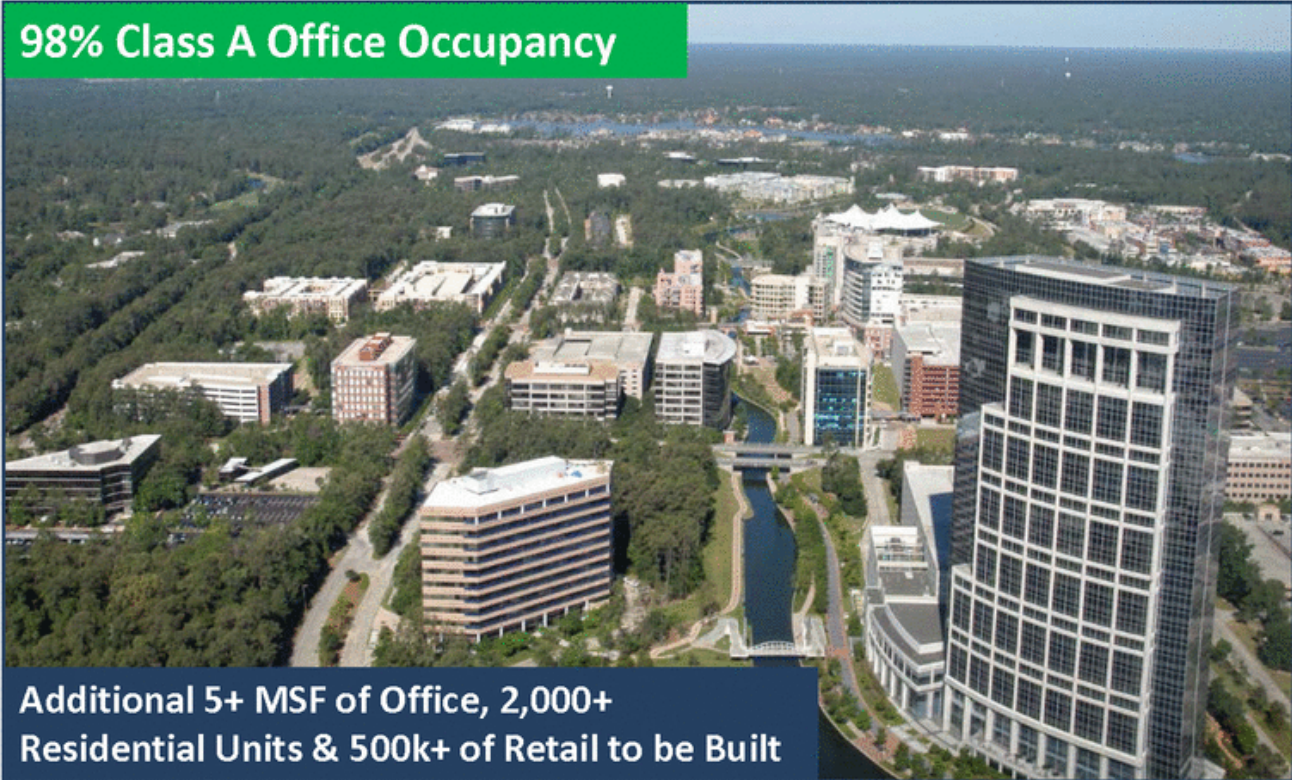 98% Class A Office Occupancy
Additional 5+ MSF of Office, 2,000+
Residential Units & 500k+ of Retail to be Built